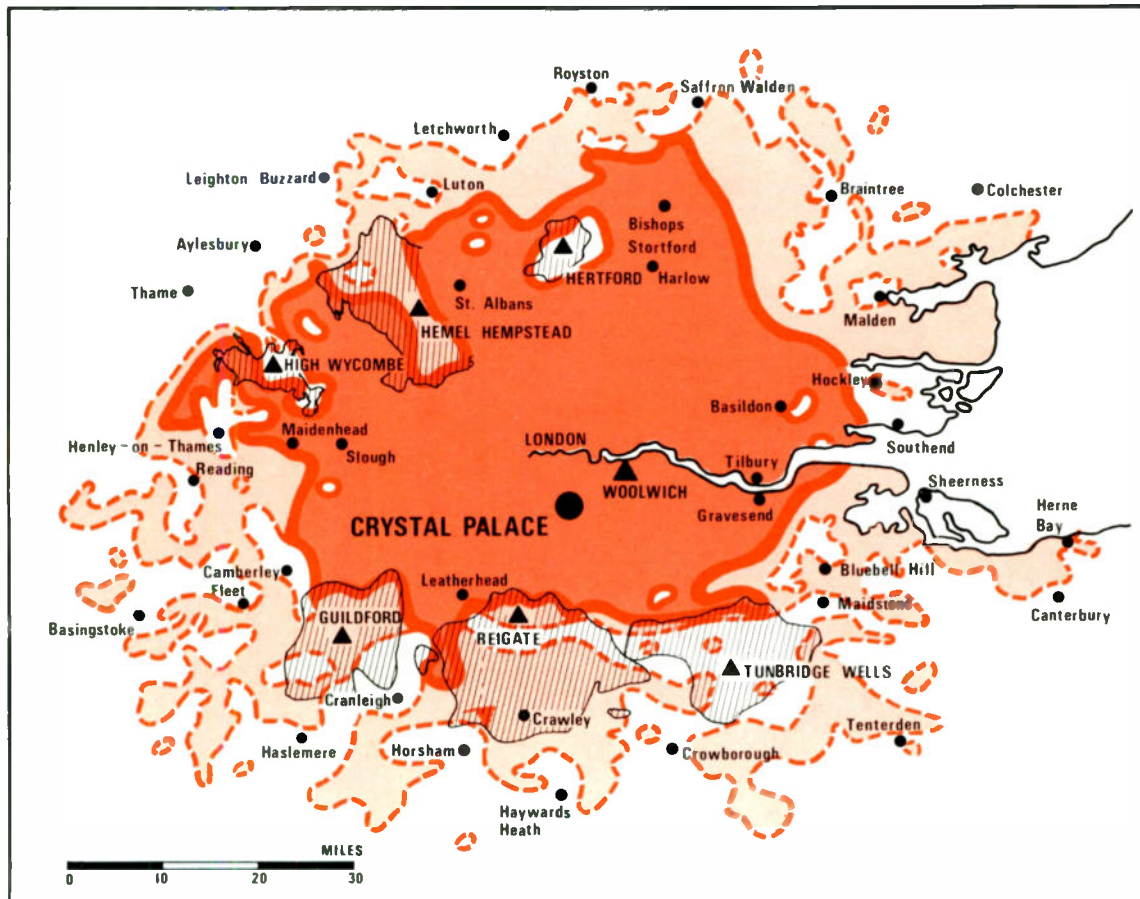 Royston
Saffron Walden
Letchworth
Leighton Buzzard
Luton
Braintree
Colchester
Bishops
Stortford
Aylesbury
HERTFORD
Harlow
Thame
St. Albans
Malden
HEMEL HEMPSTEAD
HIGH WYCOMBE
Hockley
Basildon
Maidenhead
Henley-on-Thames
LONDON
Southend
Slough
Tilbury
Reading
Sheerness
WOOLWICH
Herne
Bay
Gravesend
CRYSTAL PALACE
Camberley
Bluebell Hill
Leatherhead
Fleet
Canterbury
Maidstone
Basingstoke
GUILDFORD
REIGATE
TUNBRIDGE WELLS
Cranleigh
Crawley
Tenterden
Haslemere
Horsham
Crowborough
Haywards
Heath
MILES
0 10 20 30